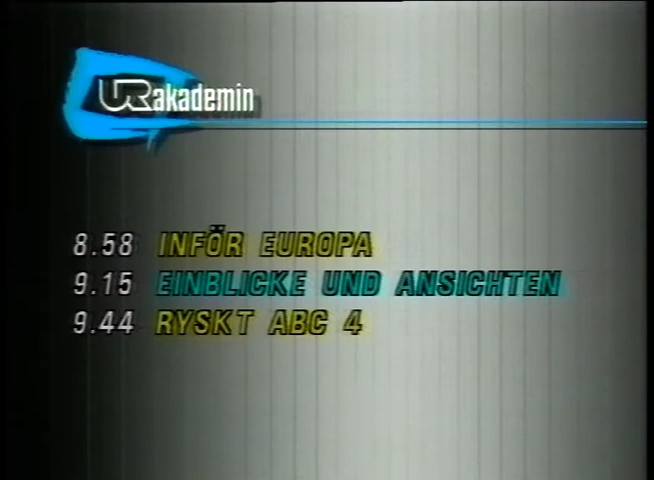 URakademin
8.58 INFÖR EUROPA
9.15 EINBLICKE UND ANSICHTEN
9.44 RYSKT ABC 4